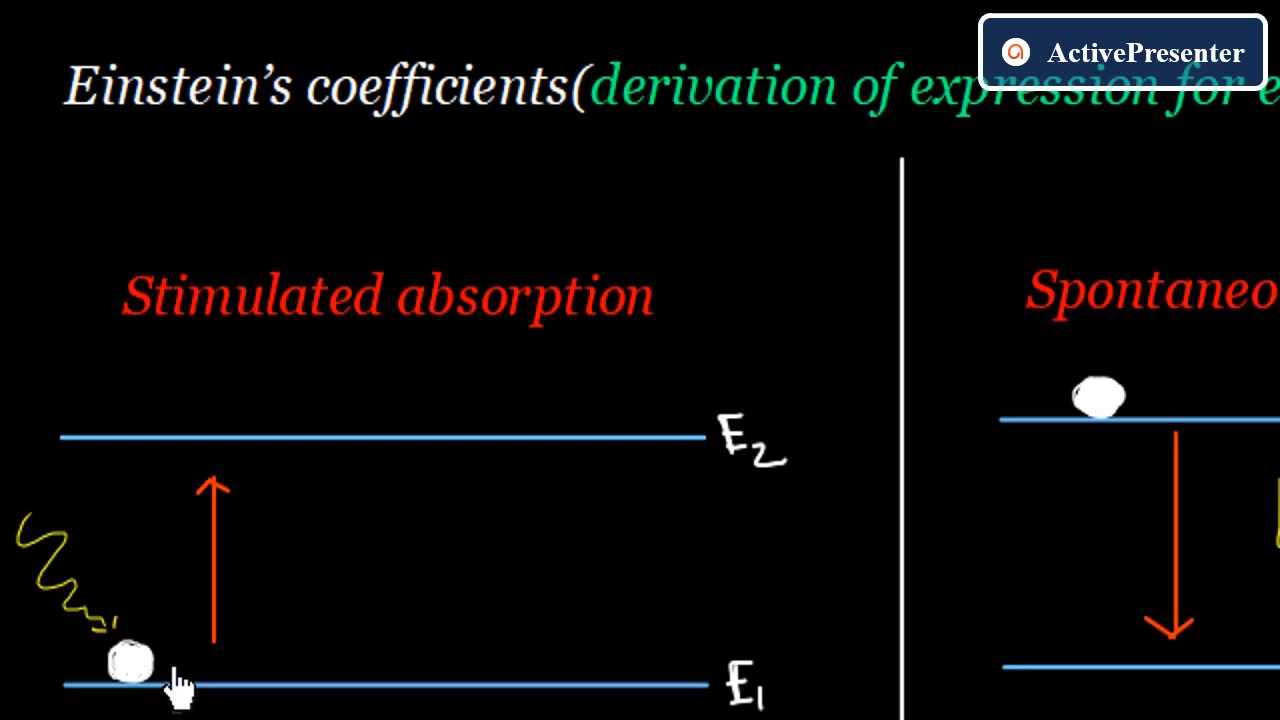 ActivePresenter
Einstein’s coefficients(derivation of expression for e
Stimulated absorption
Spontaneo
E2
E1